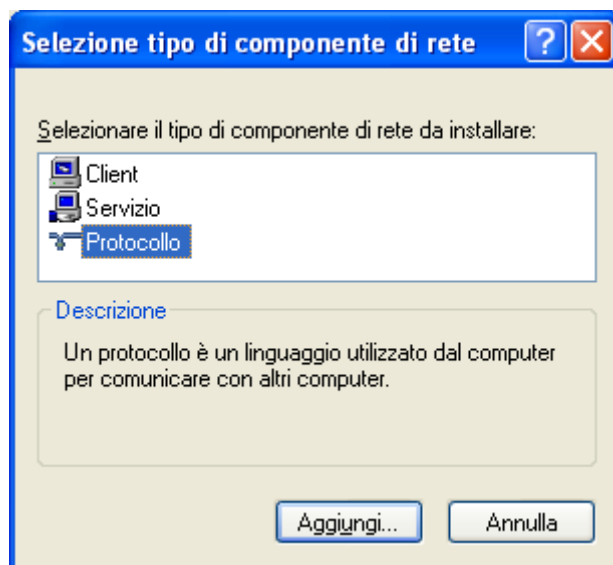 Selezione tipo di componente di rete
Selezionare il tipo di componente di rete da installare:
Client
Servizio
Protocollo
Descrizione
Un protocollo è un linguaggio utilizzato dal computer
per comunicare con altri computer.
Aggiungi... Annulla